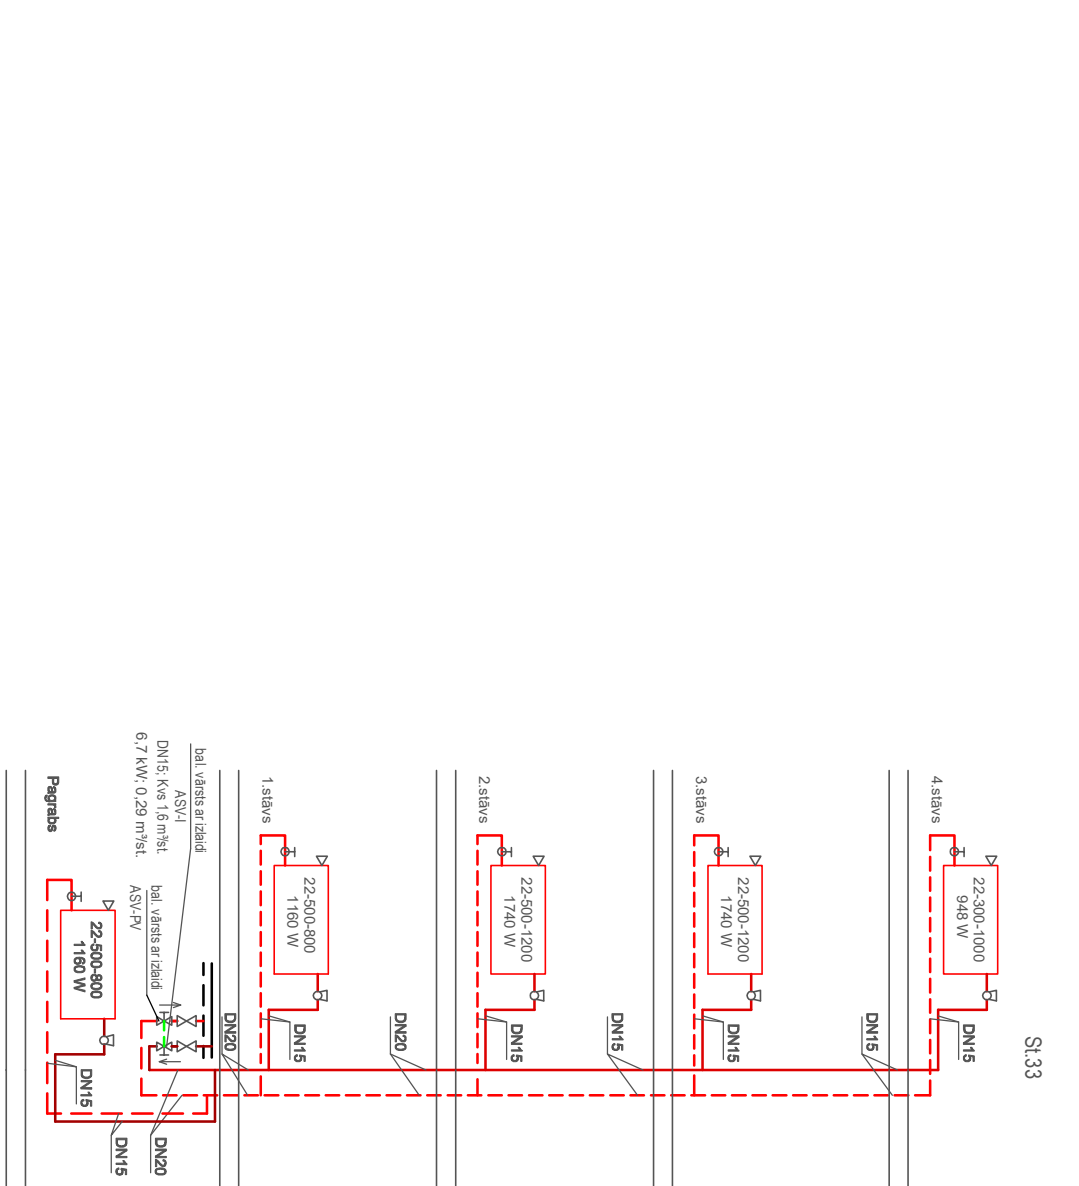 St.33
4.stāvs
22-300-1000
948 W
DN15
DN15
3.stāvs
22-500-1200
1740 W
DN15
DN15
2.stāvs
22-500-1200
1740 W
DN15
DN20
1.stāvs
22-500-800
1160 W
DN15
DN20
bal. vārsts ar izlaidi
ASV-I
DN15; Kvs 1,6 m³/st.
6,7 kW; 0,29 m³/st.
bal. vārsts ar izlaidi
ASV-PV
DN20
DN15
Pagrabs
22-500-800
1160 W
DN15